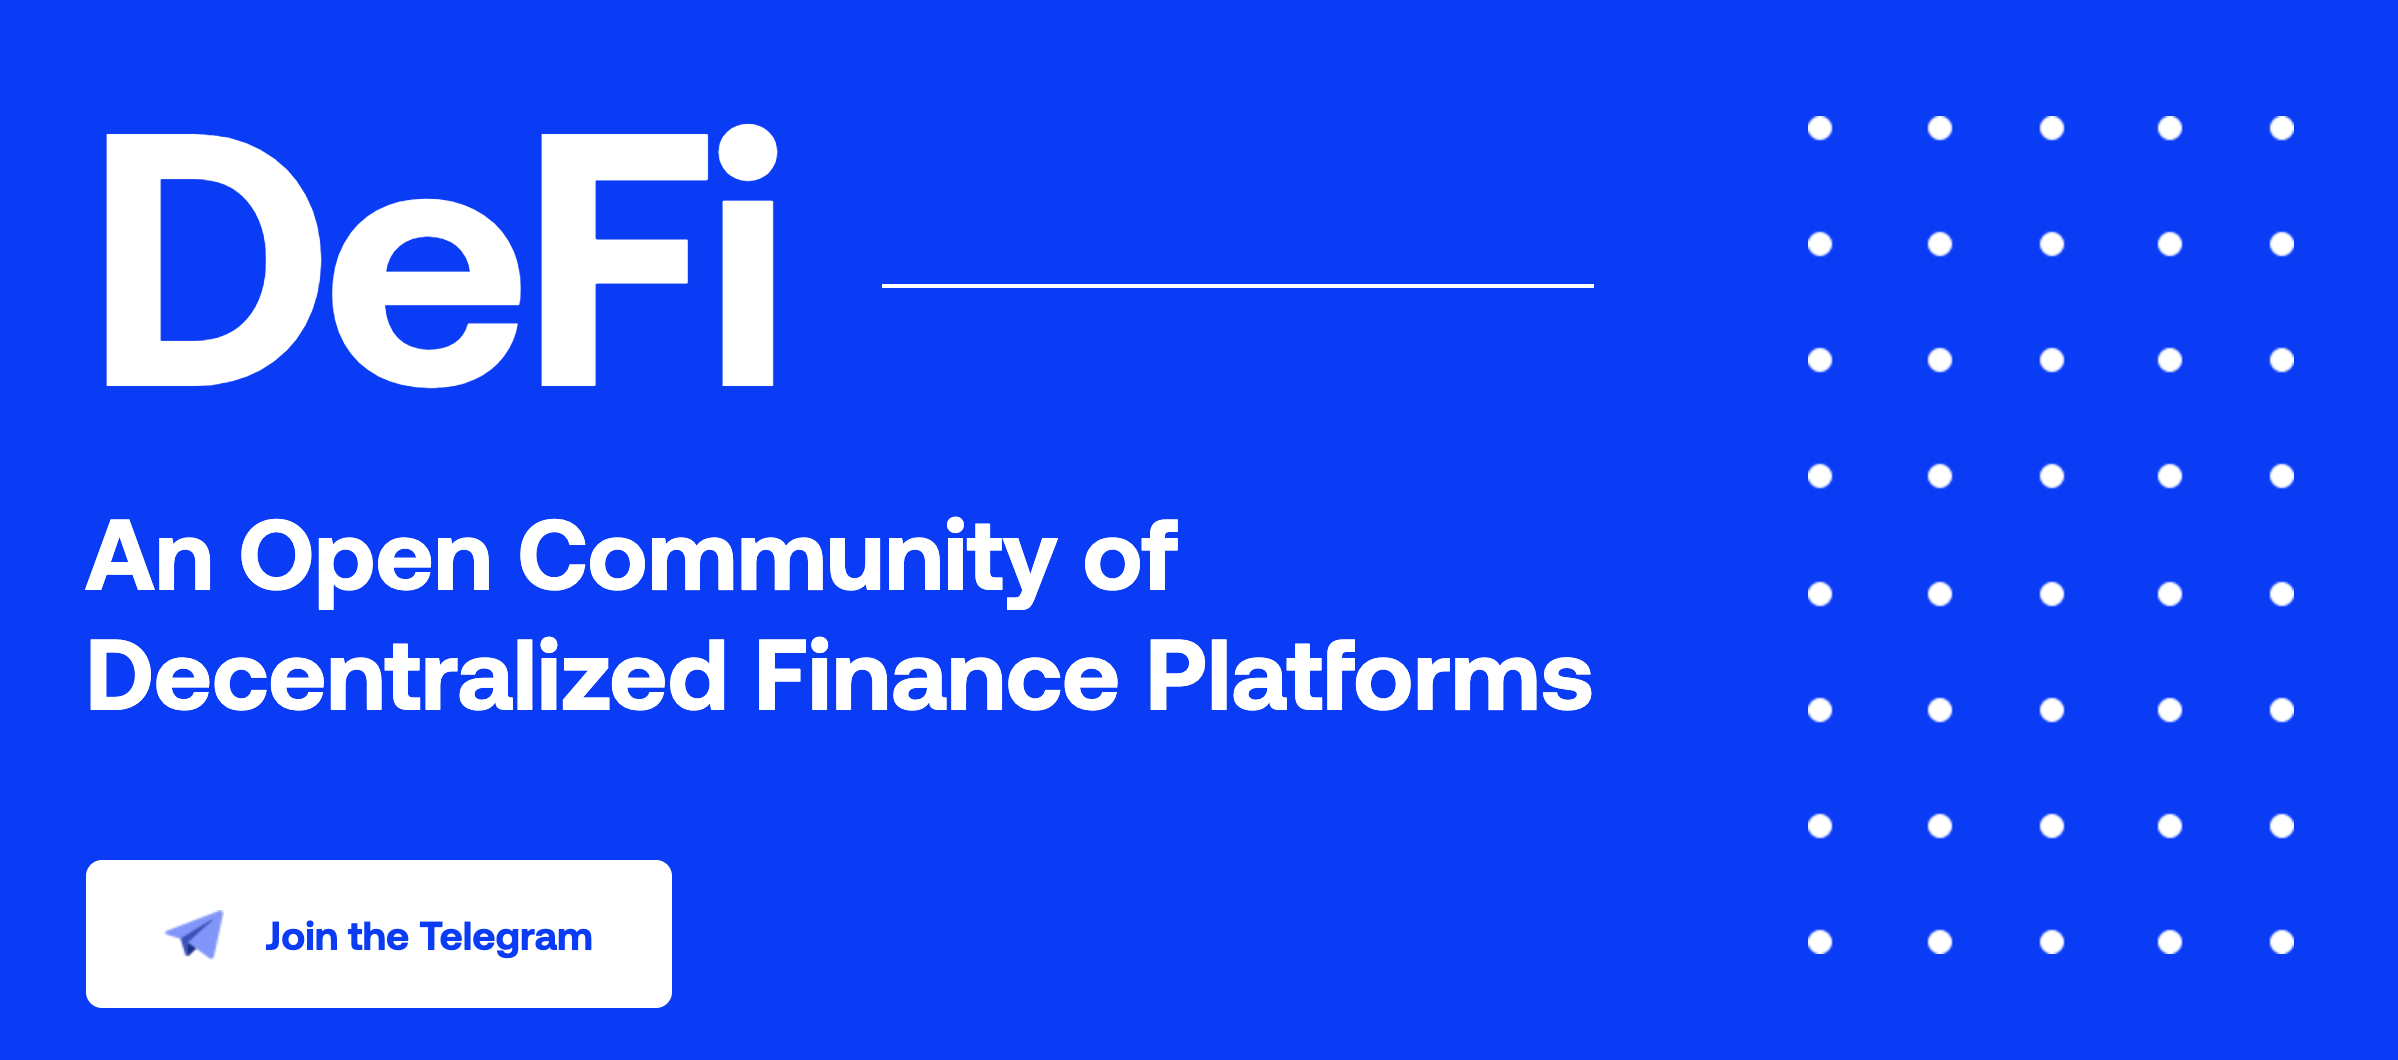 DeFi
An Open Community of
Decentralized Finance Platforms
Join the Telegram